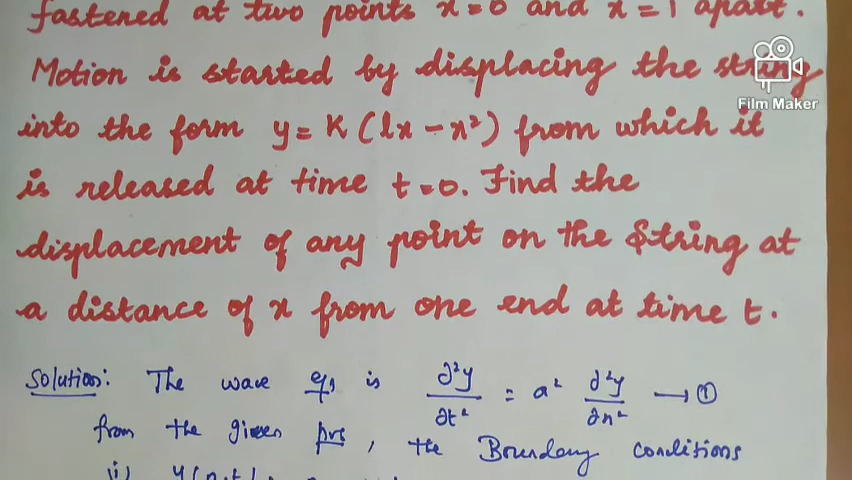 fastened at two points x=0 and x=l apart.
Motion is started by displacing the string
Film Maker
into the form y= K (lx - x²) from which it
is released at time t=0. Find the
displacement of any point on the String at
a distance of x from one end at time t.
Solution: The wave eq. is ∂²y/∂t² = a² ∂²y/∂x² → ①
from the given , the Boundary conditions